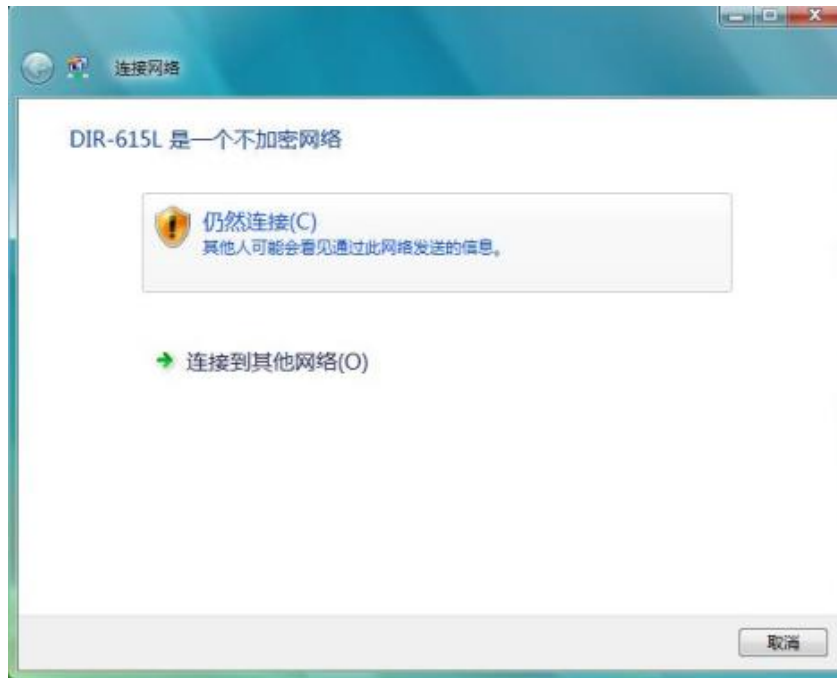 连接网络
DIR-615L 是一个不加密网络
仍然连接(C)
其他人可能会看见通过此网络发送的信息。
连接到其他网络(O)
取消